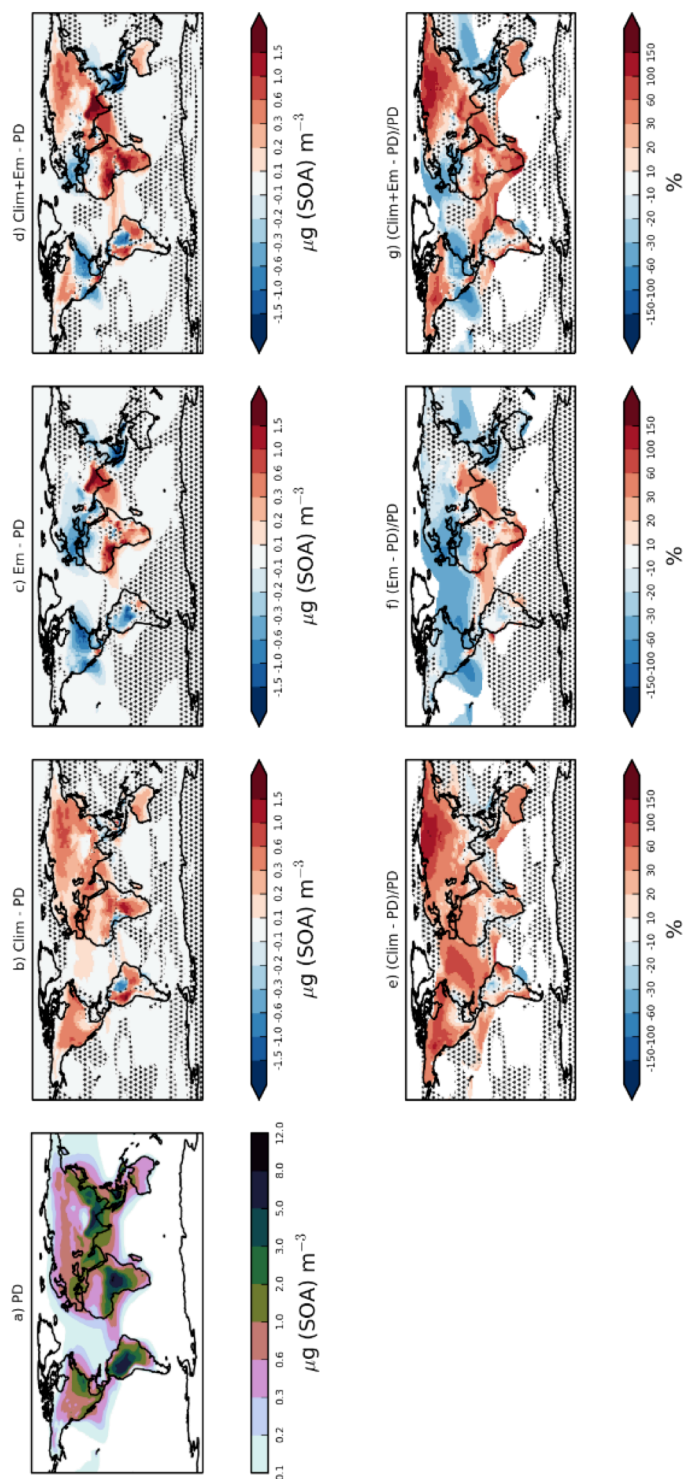 a) PD
0.1 0.2 0.3 0.6 1.0 2.0 3.0 5.0 8.0 12.0
μg (SOA) m⁻³
b) Clim - PD
-1.5 -1.0 -0.6 -0.3 -0.2 -0.1 0.1 0.2 0.3 0.6 1.0 1.5
μg (SOA) m⁻³
c) Em - PD
-1.5 -1.0 -0.6 -0.3 -0.2 -0.1 0.1 0.2 0.3 0.6 1.0 1.5
μg (SOA) m⁻³
d) Clim+Em - PD
-1.5 -1.0 -0.6 -0.3 -0.2 -0.1 0.1 0.2 0.3 0.6 1.0 1.5
μg (SOA) m⁻³
e) (Clim - PD)/PD
-150 -100 -60 -30 -20 -10 10 20 30 60 100 150
%
f) (Em - PD))/PD
-150 -100 -60 -30 -20 -10 10 20 30 60 100 150
%
g) (Clim+Em - PD))/PD
-150 -100 -60 -30 -20 -10 10 20 30 60 100 150
%